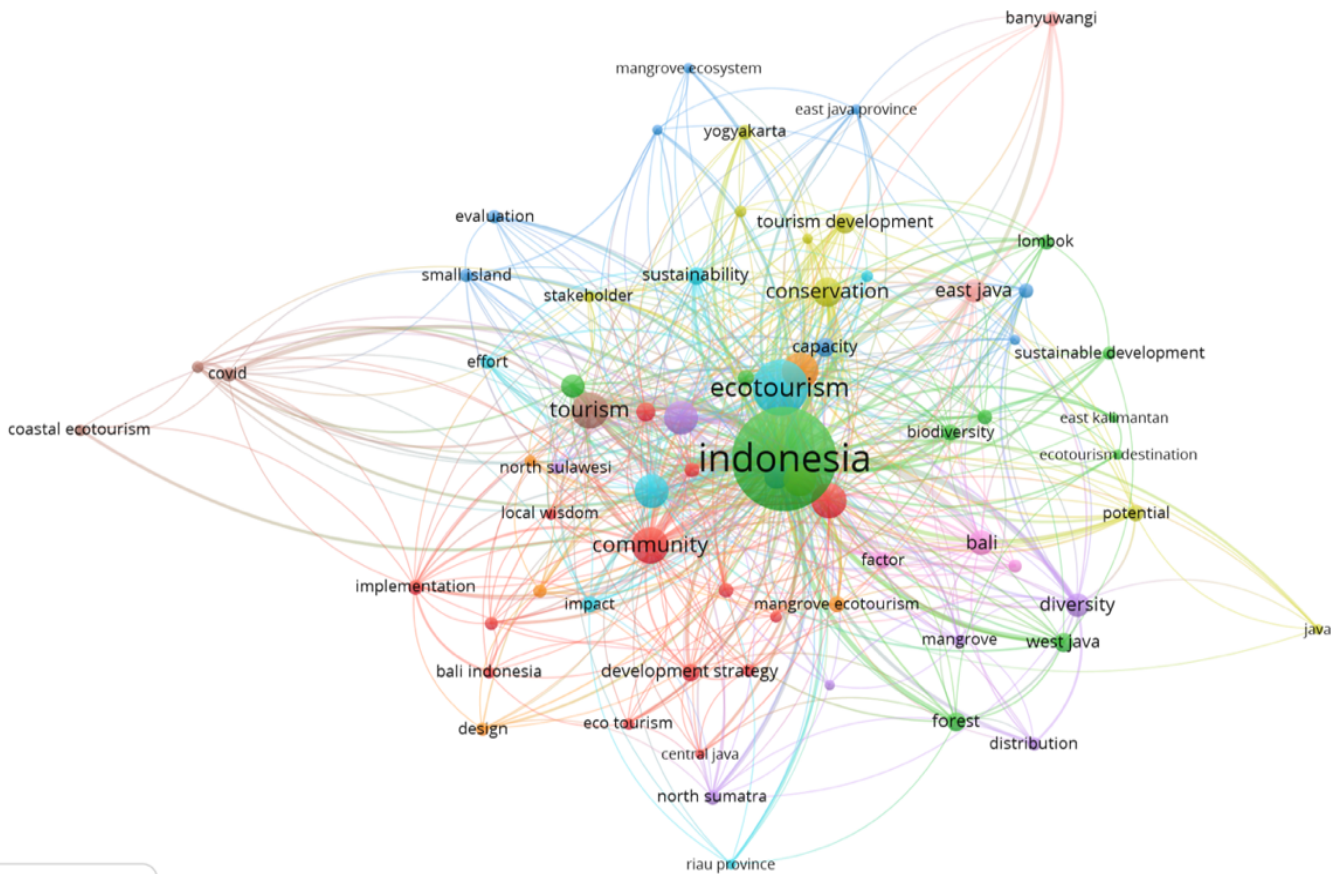 banyuwangi
mangrove ecosystem
east java province
yogyakarta
evaluation
tourism development
lombok
small island
sustainability
stakeholder
conservation
east java
capacity
sustainable development
effort
covid
ecotourism
tourism
east kalimantan
coastal ecotourism
biodiversity
ecotourism destination
indonesia
north sulawesi
local wisdom
potential
community
bali
factor
implementation
impact
mangrove ecotourism
diversity
java
mangrove
west java
bali indonesia
development strategy
forest
eco tourism
design
distribution
central java
north sumatra
riau province